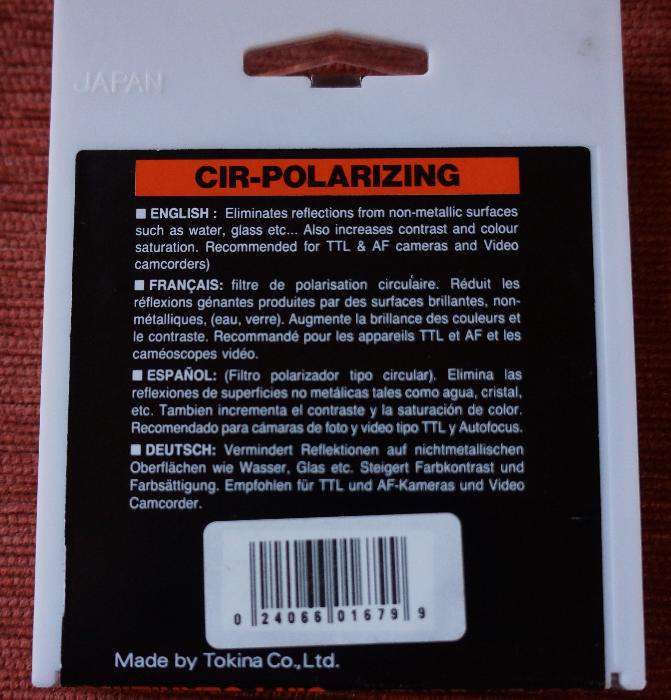 JAPAN
CIR-POLARIZING
■ ENGLISH : Eliminates reflections from non-metallic surfaces
such as water, glass etc... Also increases contrast and colour
saturation. Recommended for TTL & AF cameras and Video
camcorders)
■ FRANÇAIS: filtre de polarisation circulaire. Réduit les
réflexions génantes produites par des surfaces brillantes, non-
métalliques, (eau, verre). Augmente la brillance des couleurs et
le contraste. Recommandé pour les appareils TTL et AF et les
caméoscopes vidéo.
■ ESPAÑOL: (Filtro polarizador tipo circular). Elimina las
reflexiones de superficies no metálicas tales como agua, cristal,
etc. Tambien incrementa el contraste y la saturación de color.
Recomendado para cámaras de foto y video tipo TTL y Autofocus.
■ DEUTSCH: Vermindert Reflektionen auf nichtmetallischen
Oberflächen wie Wasser, Glas etc. Steigert Farbkontrast und
Farbsättigung. Empfohlen für TTL und AF-Kameras und Video
Camcorder.
0 24066 01679 9
Made by Tokina Co.,Ltd.